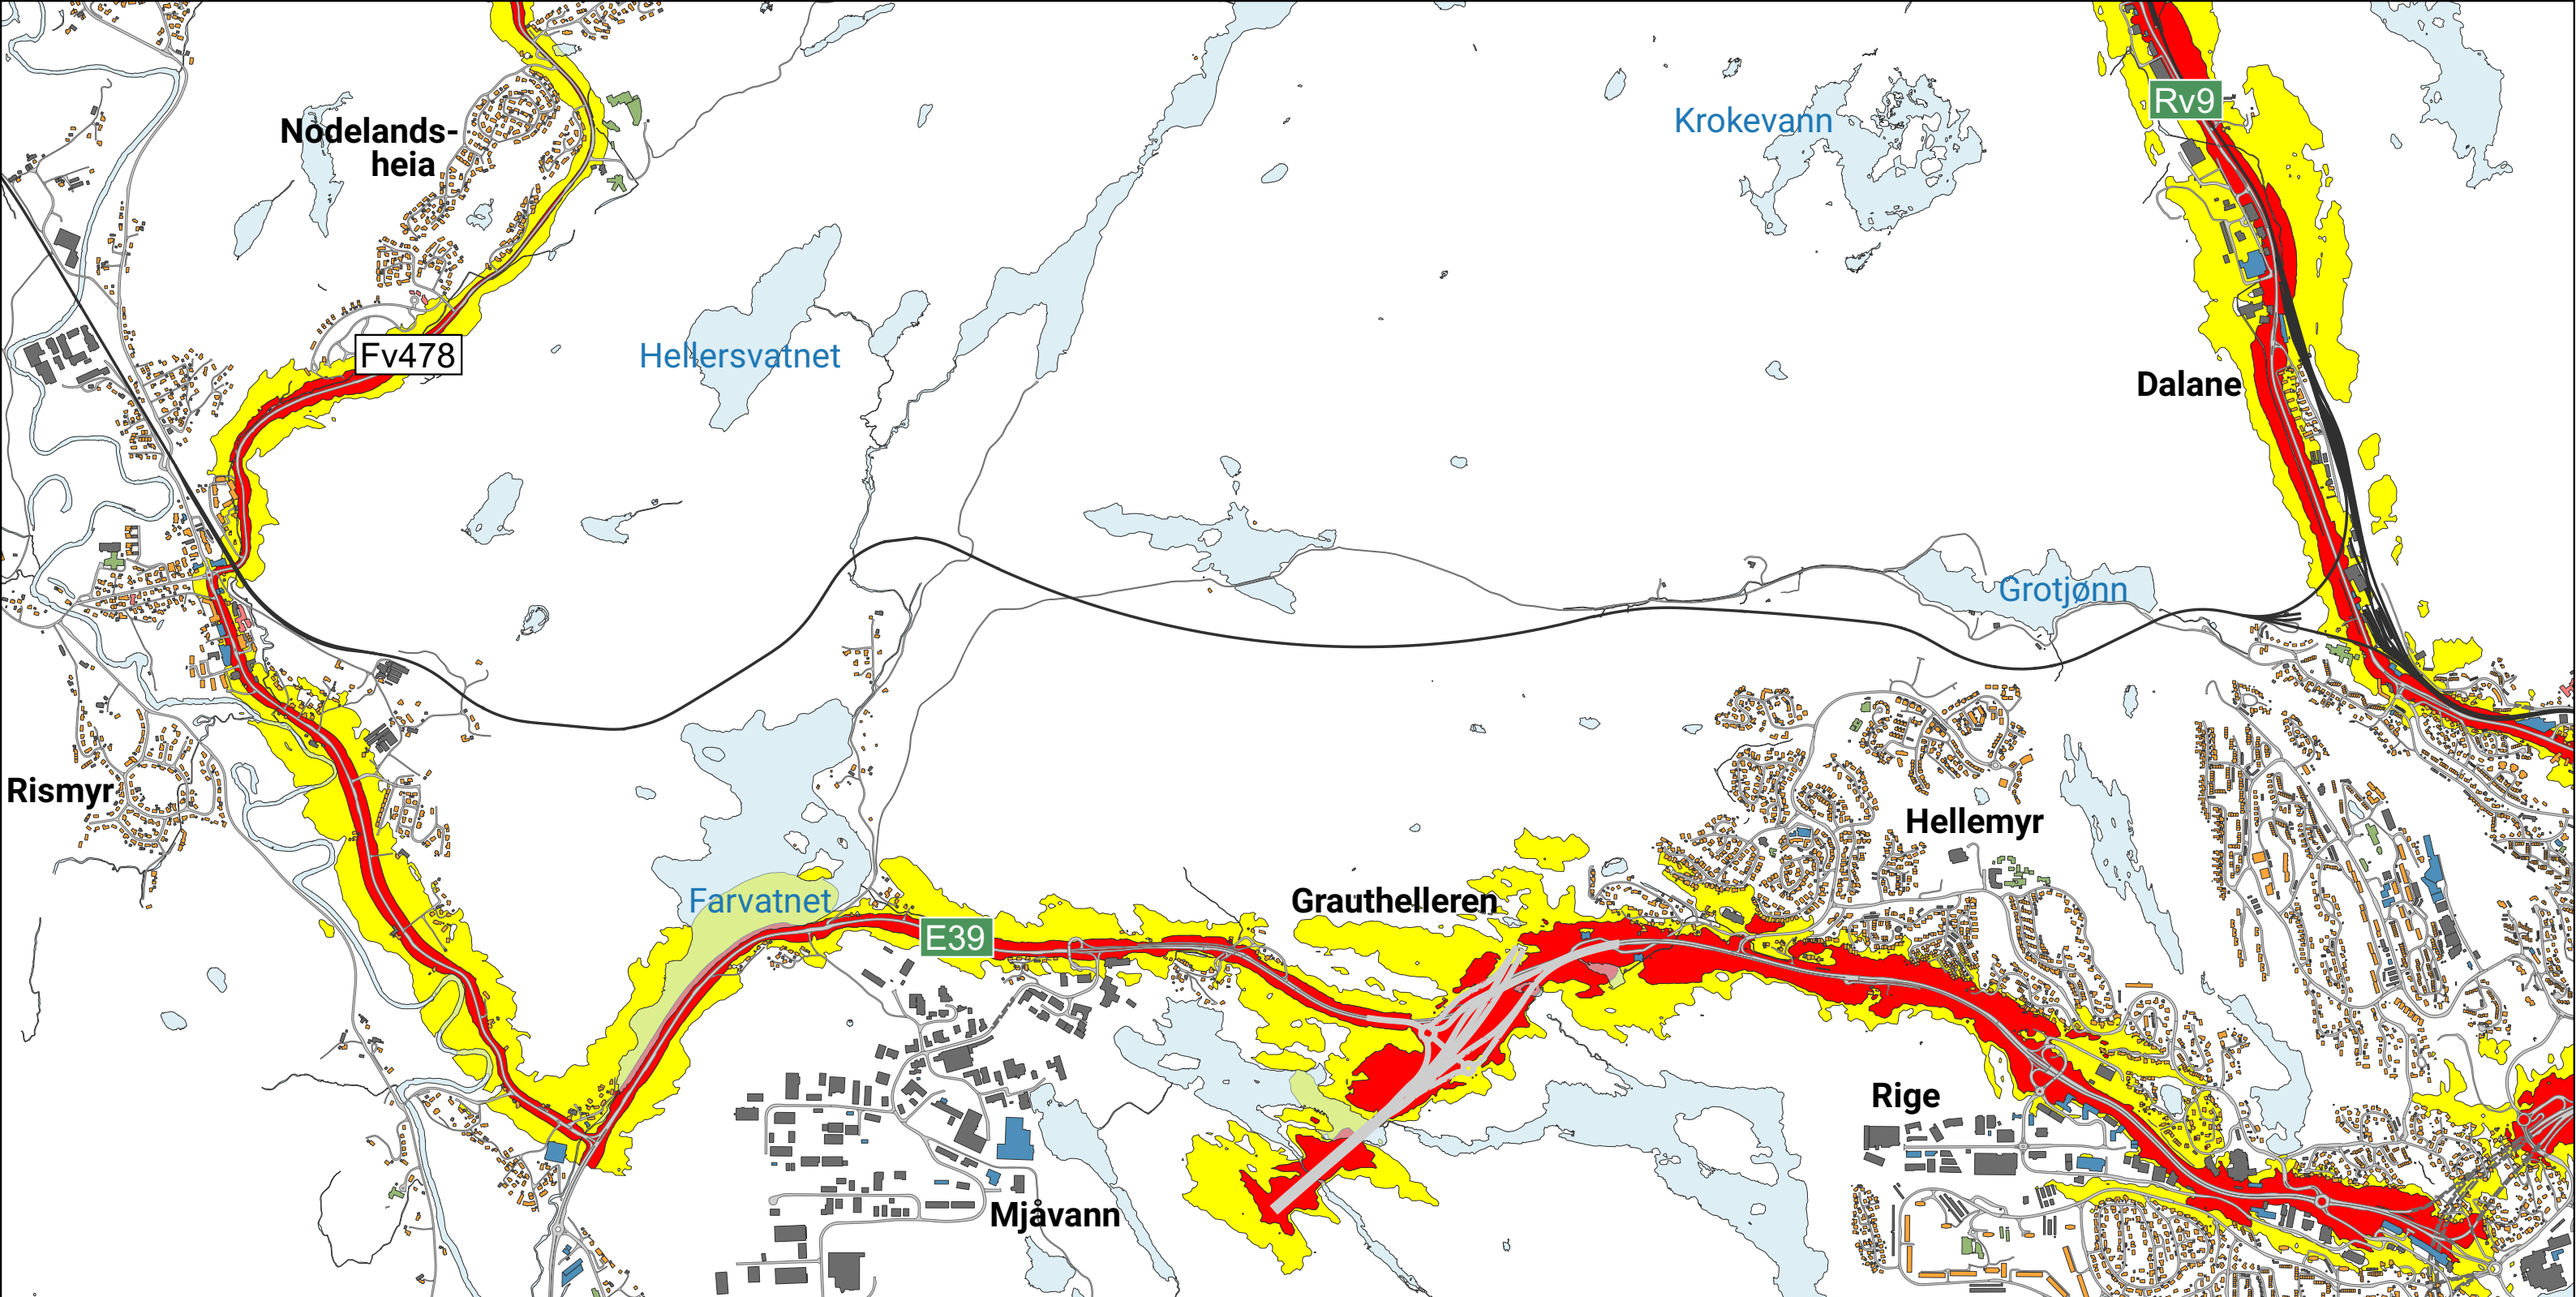 Rv9
Krokevann
Nodelands-
heia
Fv478
Hellersvatnet
Dalane
Grotjønn
Rismyr
Hellemyr
Farvatnet
Grauthelleren
E39
Rige
Mjåvann